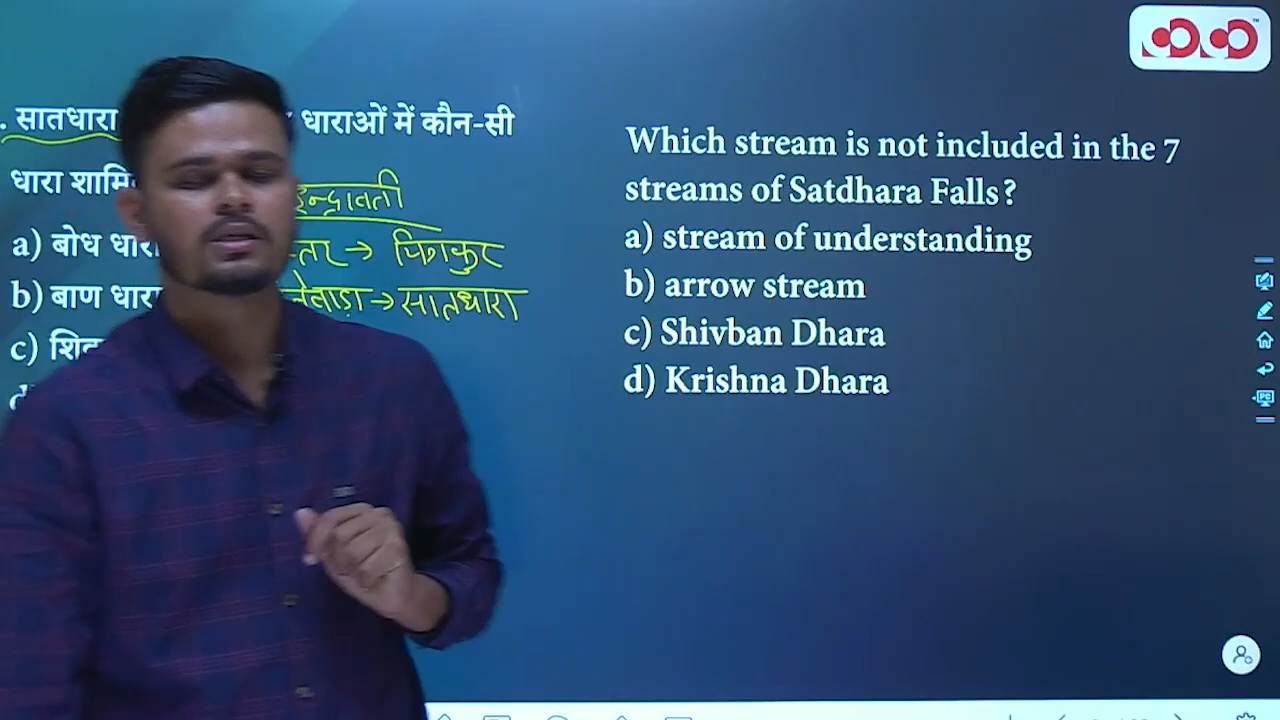 . सातधारा
धाराओं में कौन-सी
धारा
a) बोध
b) बाण
c)
इन्द्रावती
→ चित्रकुट
→ सातधारा
Which stream is not included in the 7
streams of Satdhara Falls?
a) stream of understanding
b) arrow stream
c) Shivban Dhara
d) Krishna Dhara
PC